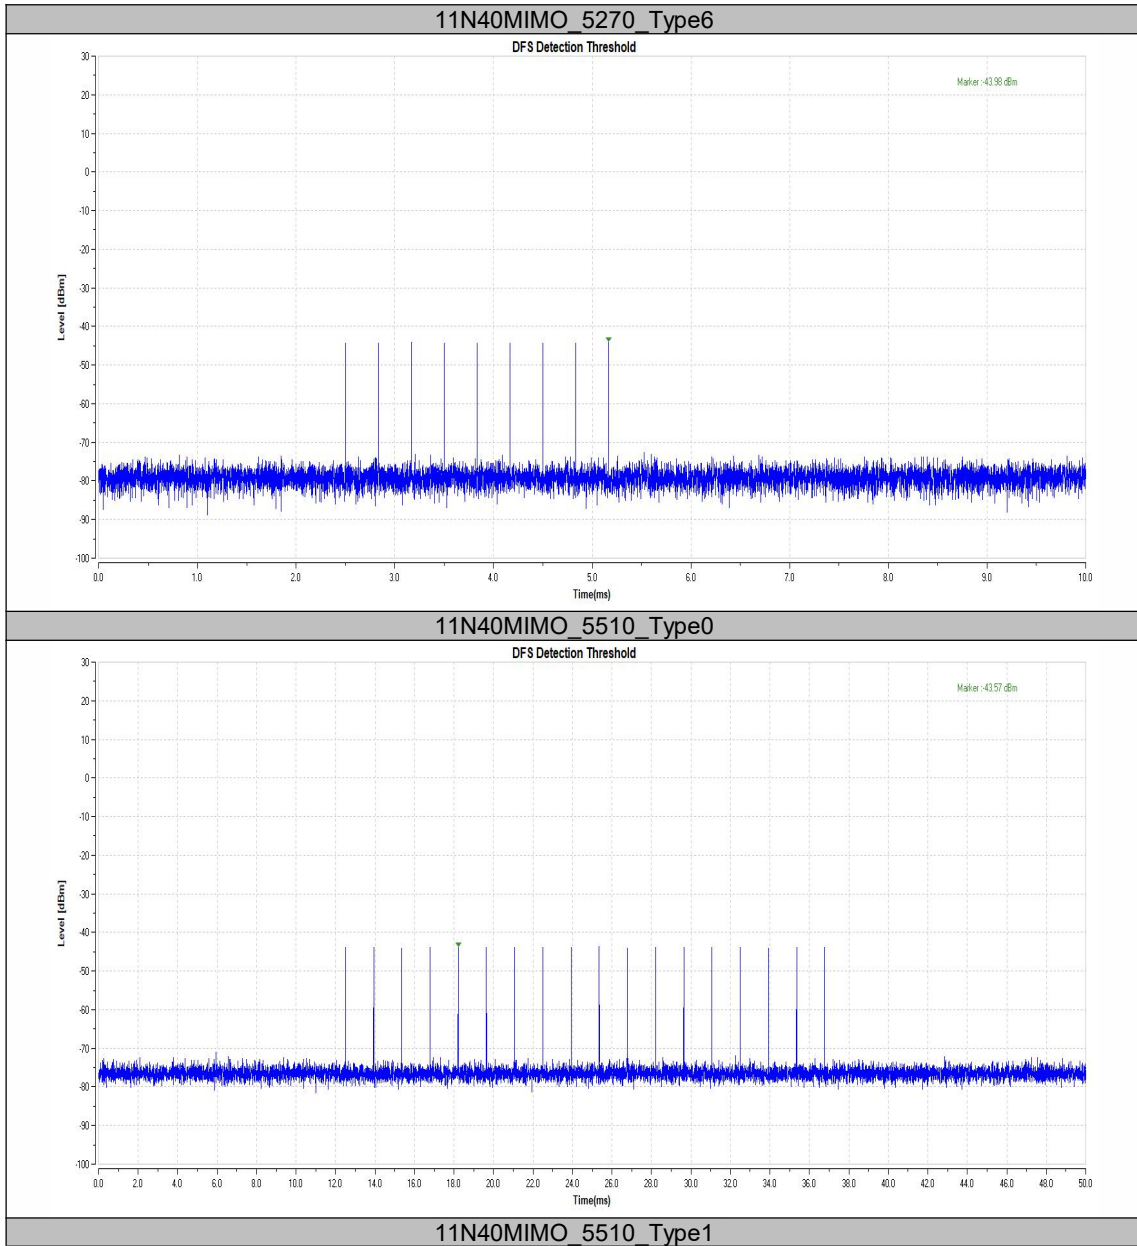 11N40MIMO_5270_Type6
DFS Detection Threshold
Marker :-43.98 dBm
30
20
10
0
-10
-20
-30
-40
-50
-60
-70
-80
-90
-100
Level [dBm]
0.0 1.0 2.0 3.0 4.0 5.0 6.0 7.0 8.0 9.0 10.0
Time(ms)
11N40MIMO_5510_Type0
DFS Detection Threshold
Marker :-43.57 dBm
30
20
10
0
-10
-20
-30
-40
-50
-60
-70
-80
-90
-100
Level [dBm]
0.0 2.0 4.0 6.0 8.0 10.0 12.0 14.0 16.0 18.0 20.0 22.0 24.0 26.0 28.0 30.0 32.0 34.0 36.0 38.0 40.0 42.0 44.0 46.0 48.0 50.0
Time(ms)
11N40MIMO_5510_Type1